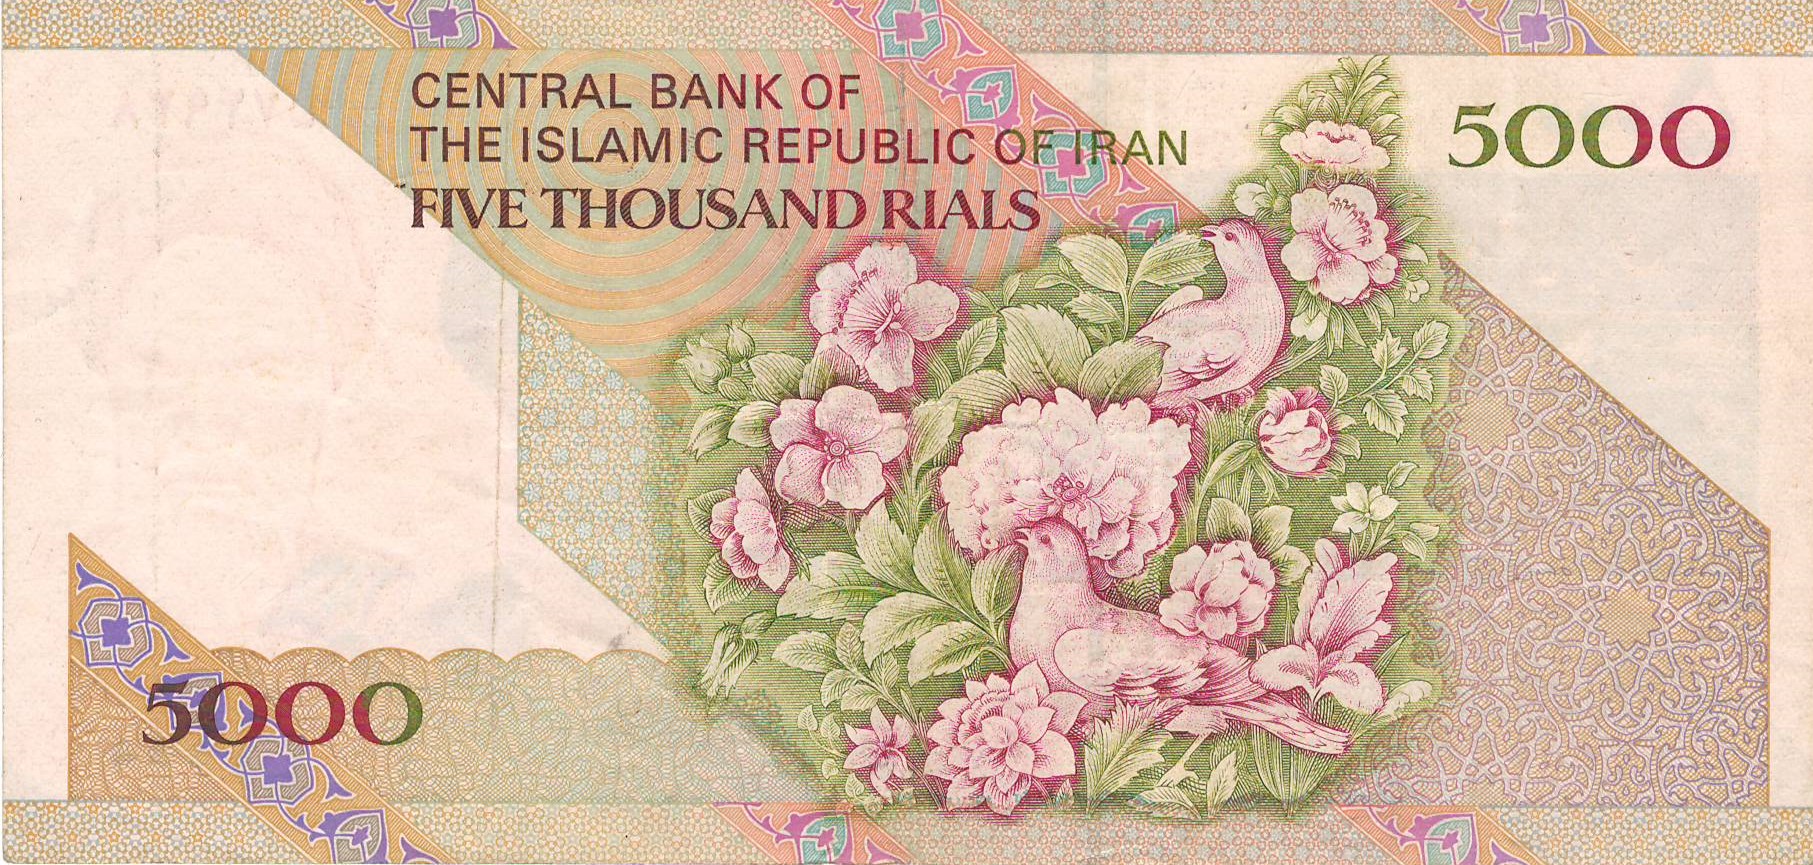 CENTRAL BANK OF
THE ISLAMIC REPUBLIC OF IRAN
FIVE THOUSAND RIALS
5000
5000